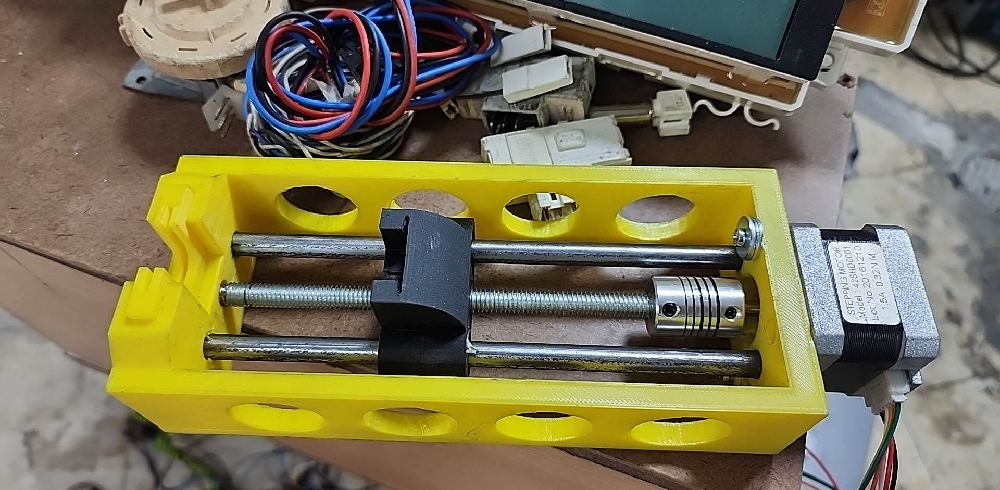 STEPPING MOTOR
Model : 42SHD0001
Lot No. 20161210
1.5A 0.32N.M